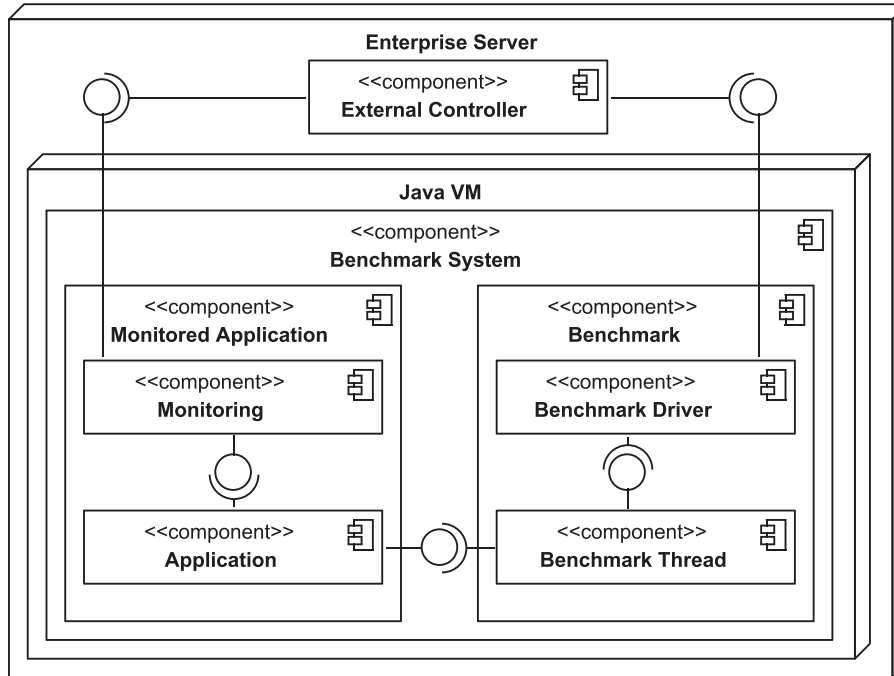 Enterprise Server
<<component>>
External Controller
Java VM
<<component>>
Benchmark System
<<component>>
Monitored Application
<<component>>
Monitoring
<<component>>
Application
<<component>>
Benchmark
<<component>>
Benchmark Driver
<<component>>
Benchmark Thread